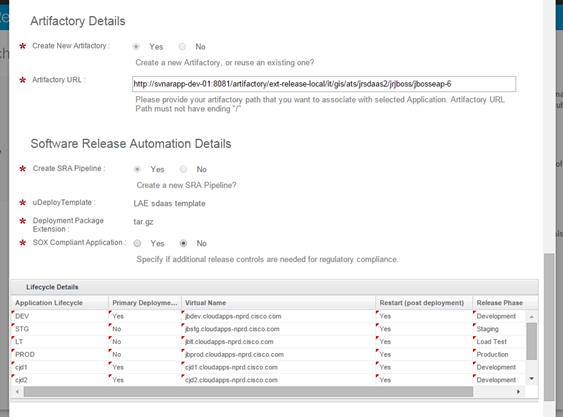 Artifactory Details
* Create New Artifactory : Yes No
Create a new Artifactory, or reuse an existing one?
* Artifactory URL : http://svnarapp-dev-01:8081/artifactory/ext-release-local/it/gis/ats/jrsdaas2/jrjboss/jbosseap-6
Please provide your artifactory path that you want to associate with selected Application. Artifactory URL
Path must not have ending "/"
Software Release Automation Details
* Create SRA Pipeline : Yes No
Create a new SRA Pipeline?
* uDeployTemplate : LAE sdaas template
* Deployment Package
Extension : tar.gz
* SOX Compliant Application : Yes No
Specify if additional release controls are needed for regulatory compliance.
Lifecycle Details
Application Lifecycle Primary Deployme... Virtual Name Restart (post deployment) Release Phase
DEV Yes jbdev.cloudapps-nprd.cisco.com Yes Development
STG No jbstg.cloudapps-nprd.cisco.com Yes Staging
LT No jblt.cloudapps-nprd.cisco.com Yes Load Test
PROD No jbprod.cloudapps-nprd.cisco.com Yes Production
cjd1 Yes cjd1.cloudapps-nprd.cisco.com Yes Development
cjd2 Yes cjd2.cloudapps-nprd.cisco.com Yes Development